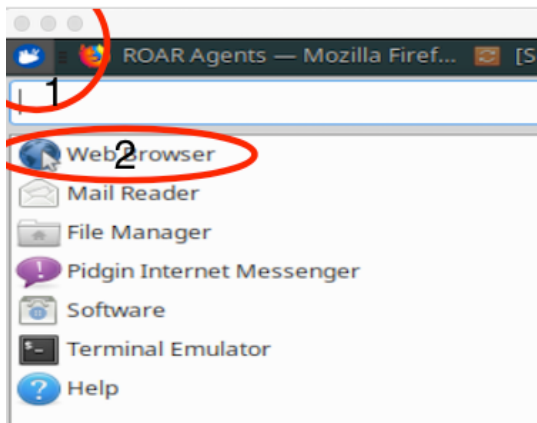 ROAR Agents — Mozilla Firef... [S
1
2
Web Browser
Mail Reader
File Manager
Pidgin Internet Messenger
Software
Terminal Emulator
Help